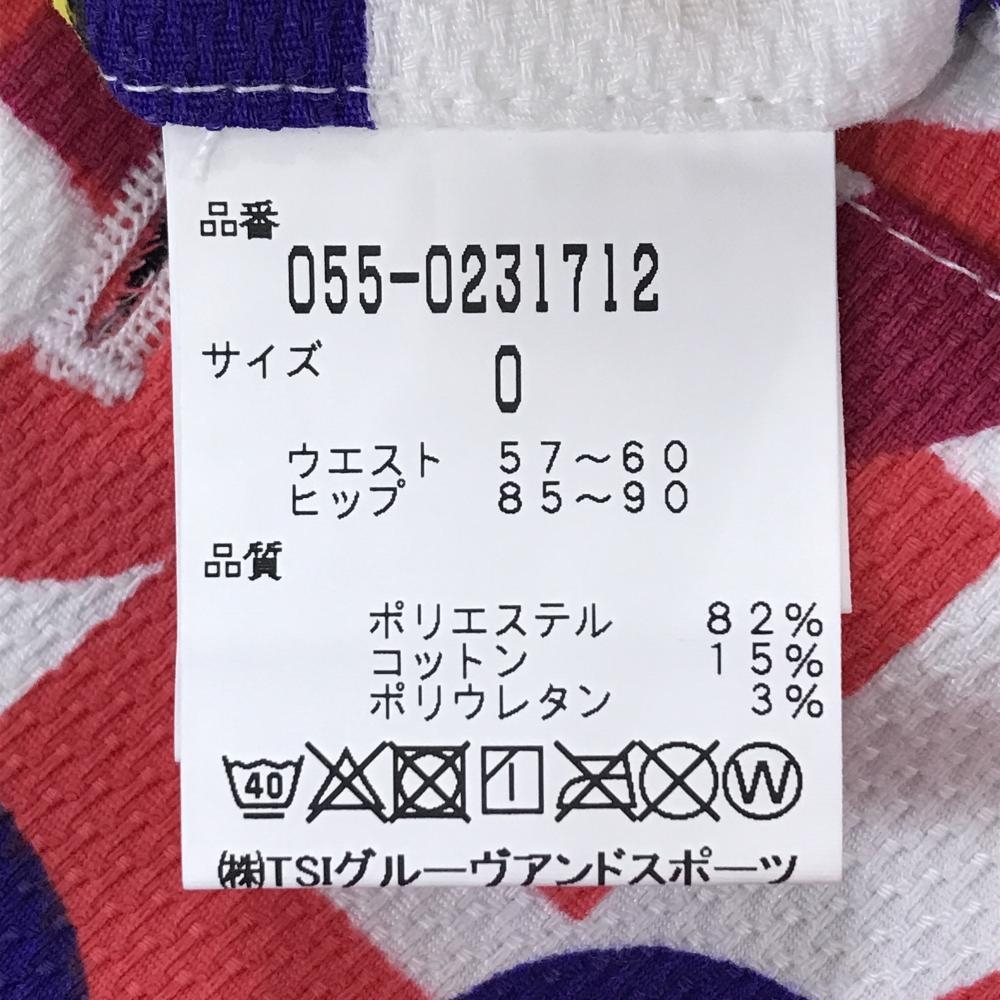 品番
055-0231712
サイズ 0
ウエスト 57～60
ヒップ 85～90
品質
ポリエステル 82%
コットン 15%
ポリウレタン 3%
40 W
㈱TSIグルーヴアンドスポーツ